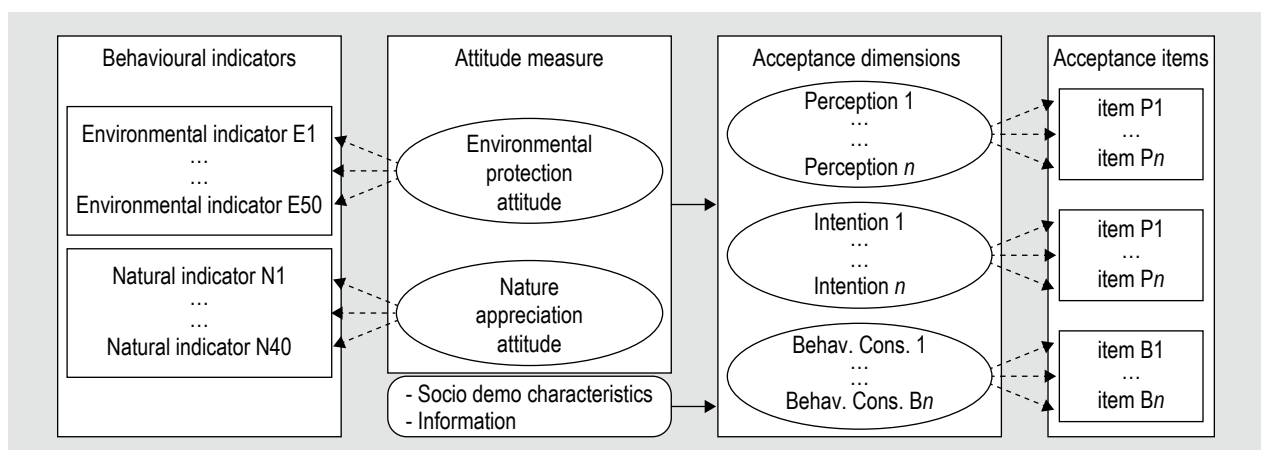 Behavioural indicators
Environmental indicator E1
…
…
Environmental indicator E50
Natural indicator N1
…
…
Natural indicator N40
Attitude measure
Environmental
protection
attitude
Nature
appreciation
attitude
- Socio demo characteristics
- Information
Acceptance dimensions
Perception 1
…
…
Perception n
Intention 1
…
…
Intention n
Behav. Cons. 1
…
…
Behav. Cons. Bn
Acceptance items
item P1
…
item Pn
item P1
…
item Pn
item B1
…
item Bn